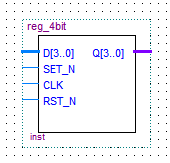 reg_4bit
D[3..0] Q[3..0]
SET_N
CLK
RST_N
inst